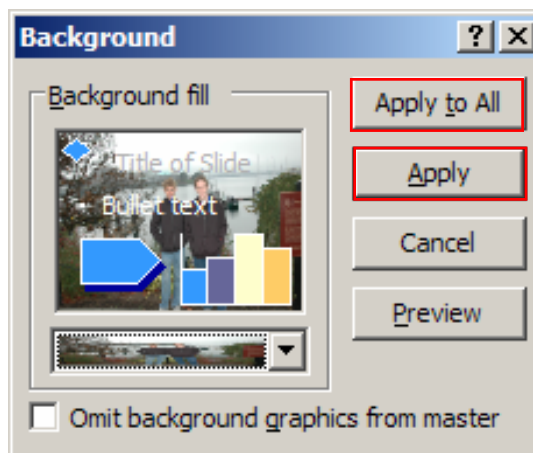 Background
Background fill
Title of Slide
Bullet text
Apply to All
Apply
Cancel
Preview
Omit background graphics from master